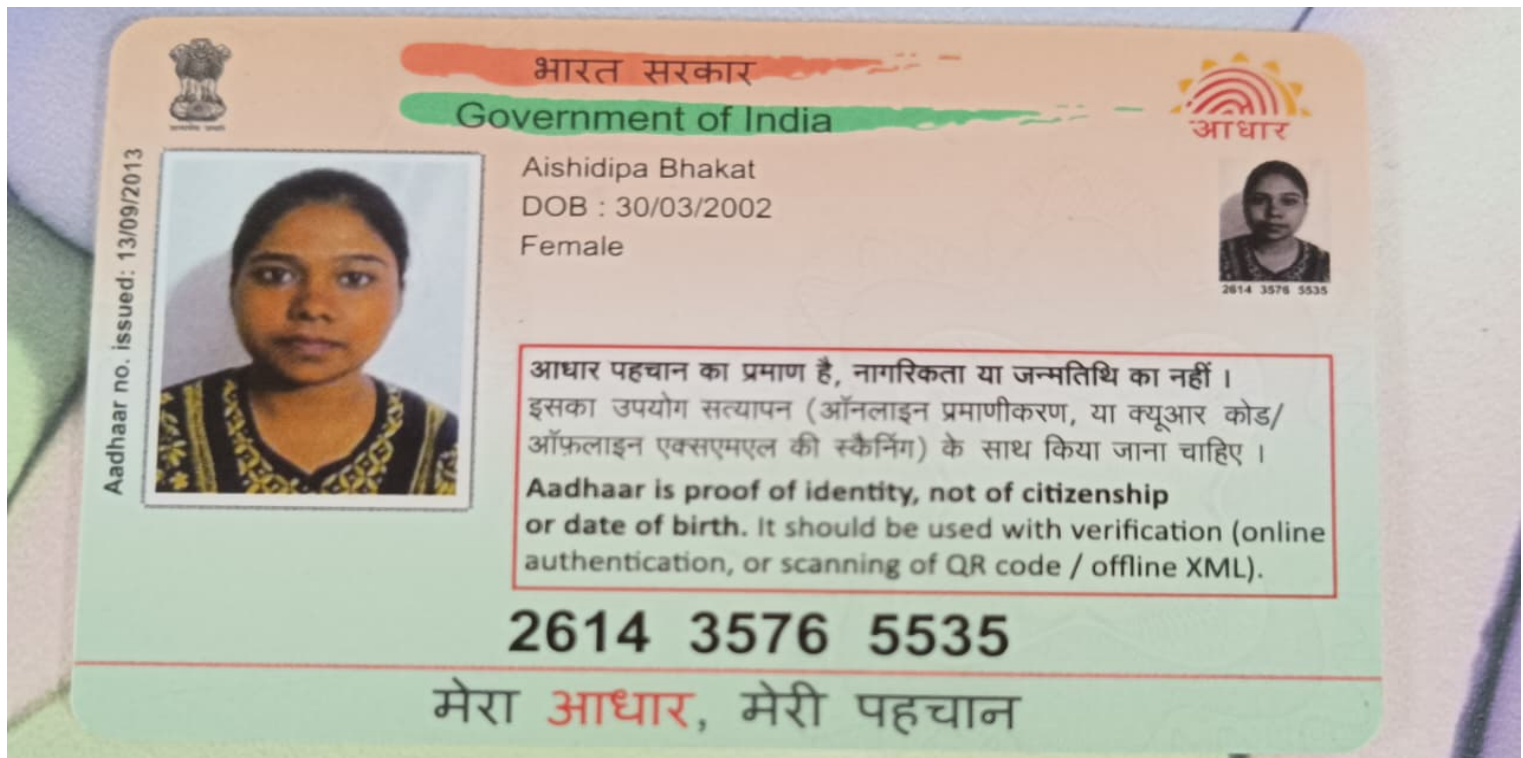 भारत सरकार
Government of India
आधार
Aadhaar no. issued: 13/09/2013
Aishidipa Bhakat
DOB : 30/03/2002
Female
2614 3576 5535
आधार पहचान का प्रमाण है, नागरिकता या जन्मतिथि का नहीं ।
इसका उपयोग सत्यापन (ऑनलाइन प्रमाणीकरण, या क्यूआर कोड/
ऑफ़लाइन एक्सएमएल की स्कैनिंग) के साथ किया जाना चाहिए ।
Aadhaar is proof of identity, not of citizenship
or date of birth. It should be used with verification (online
authentication, or scanning of QR code / offline XML).
2614 3576 5535
मेरा आधार, मेरी पहचान